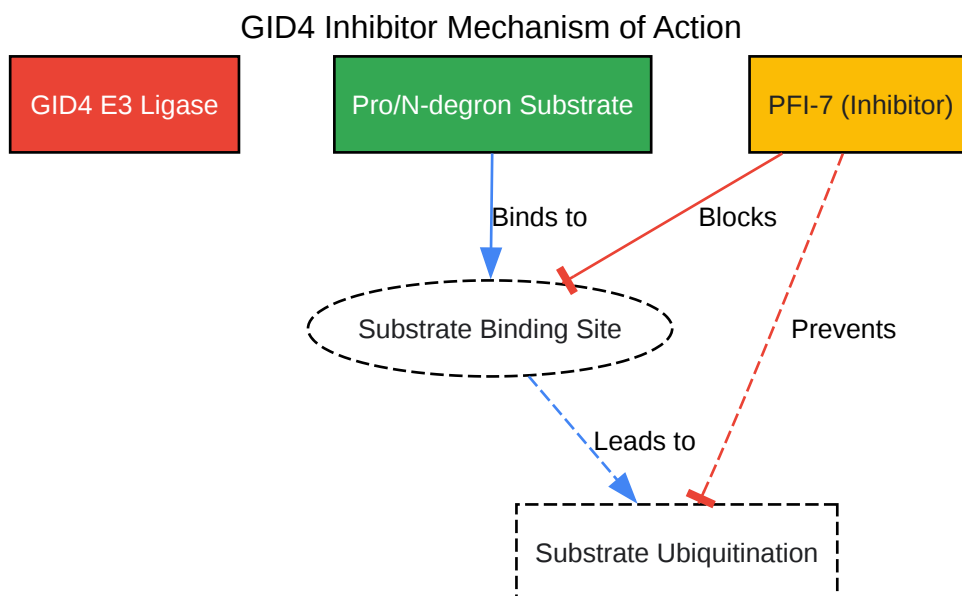 GID4 Inhibitor Mechanism of Action
GID4 E3 Ligase
Pro/N-degron Substrate
PFI-7 (Inhibitor)
Binds to
Blocks
Substrate Binding Site
Prevents
Leads to
Substrate Ubiquitination